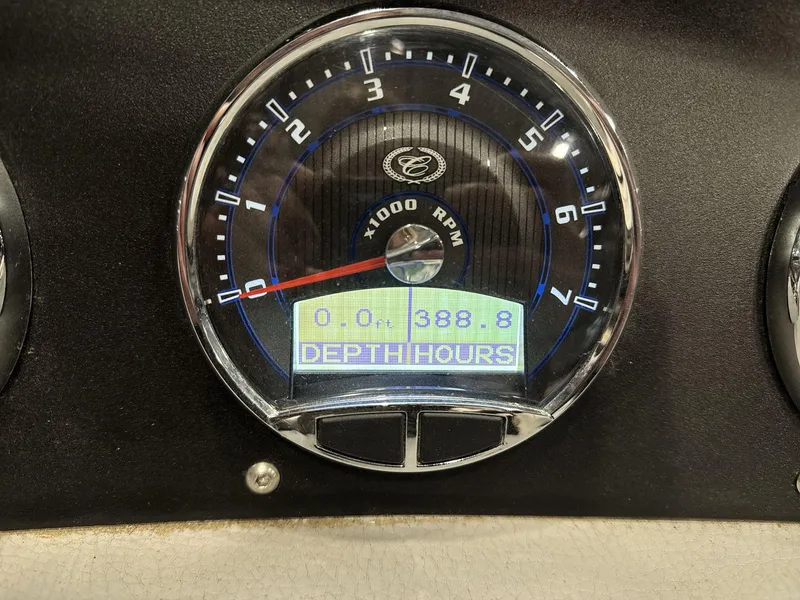 3 4
2 5
1 6
0 7
x1000 RPM
0.0ft 388.8
DEPTH HOURS